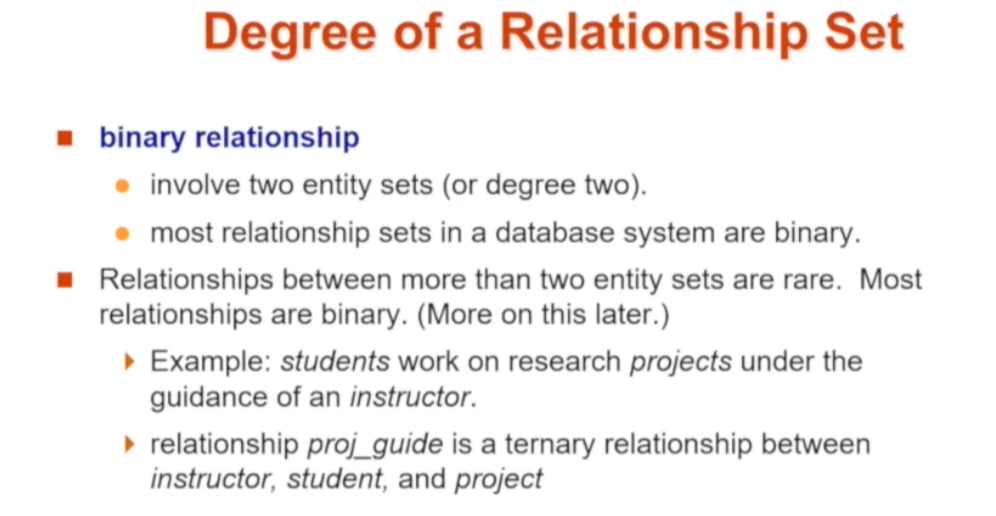 Degree of a Relationship Set
binary relationship
involve two entity sets (or degree two).
most relationship sets in a database system are binary.
Relationships between more than two entity sets are rare.  Most
relationships are binary. (More on this later.)
Example: students work on research projects under the
guidance of an instructor.
relationship proj_guide is a ternary relationship between
instructor, student, and project